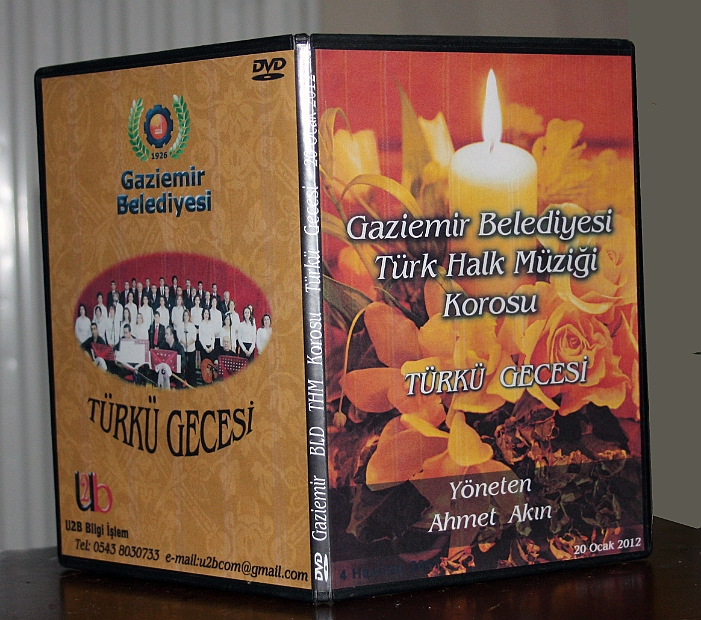 DVD
1926
Gaziemir
Belediyesi
TÜRKÜ GECESİ
U2b
U2B Bilgi İşlem
Tel: 0543 8030733 e-mail:u2bcom@gmail.com
DVD Gaziemir BLD THM Korosu Türkü Gecesi 20 Ocak 2012
Gaziemir Belediyesi
Türk Halk Müziği
Korosu
TÜRKÜ GECESİ
Yöneten
Ahmet Akın
20 Ocak 2012